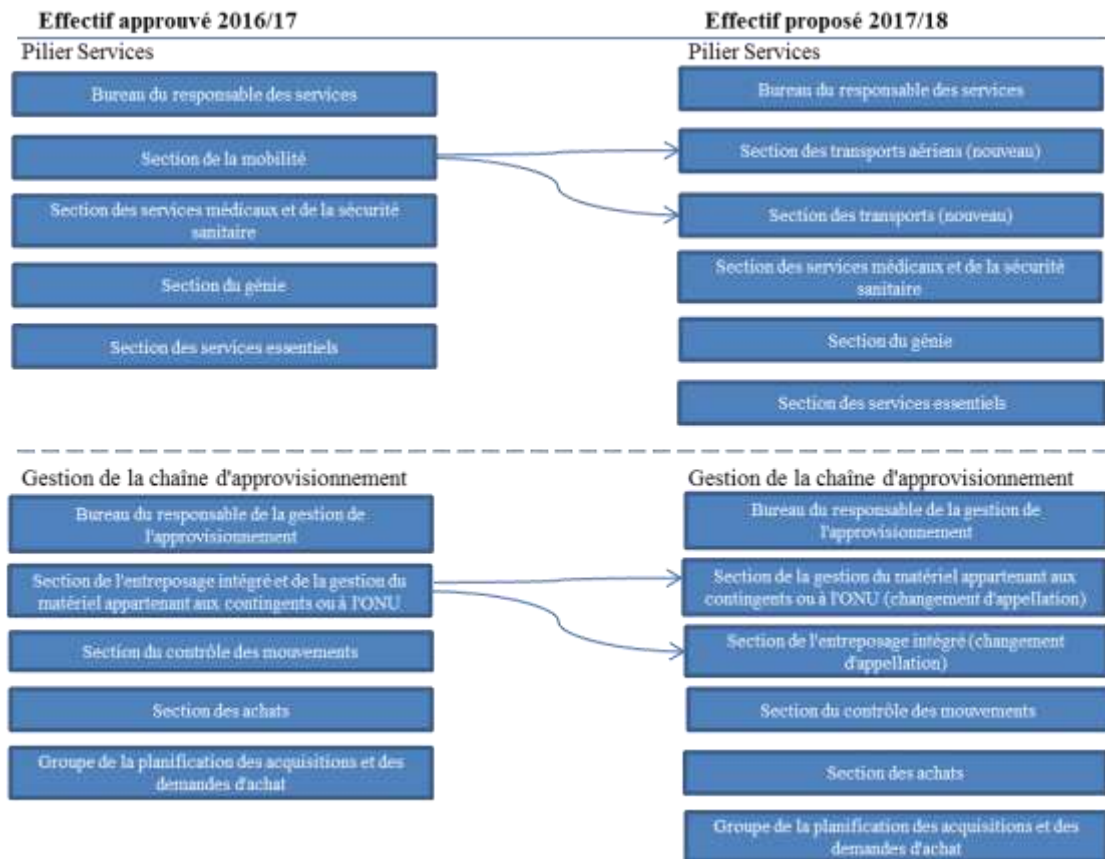 Effectif approuvé 2016/17
Pilier Services
Bureau du responsable des services
Section de la mobilité
Section des services médicaux et de la sécurité
sanitaire
Section du génie
Section des services essentiels
Effectif proposé 2017/18
Pilier Services
Bureau du responsable des services
Section des transports aériens (nouveau)
Section des transports (nouveau)
Section des services médicaux et de la sécurité
sanitaire
Section du génie
Section des services essentiels
Gestion de la chaîne d'approvisionnement
Bureau du responsable de la gestion de
l'approvisionnement
Section de l'entreposage intégré et de la gestion du
matériel appartenant aux contingents ou à l'ONU
Section du contrôle des mouvements
Section des achats
Groupe de la planification des acquisitions et des
demandes d'achat
Gestion de la chaîne d'approvisionnement
Bureau du responsable de la gestion de
l'approvisionnement
Section de la gestion du matériel appartenant aux
contingents ou à l'ONU (changement d'appellation)
Section de l'entreposage intégré (changement
d'appellation)
Section du contrôle des mouvements
Section des achats
Groupe de la planification des acquisitions et des
demandes d'achat